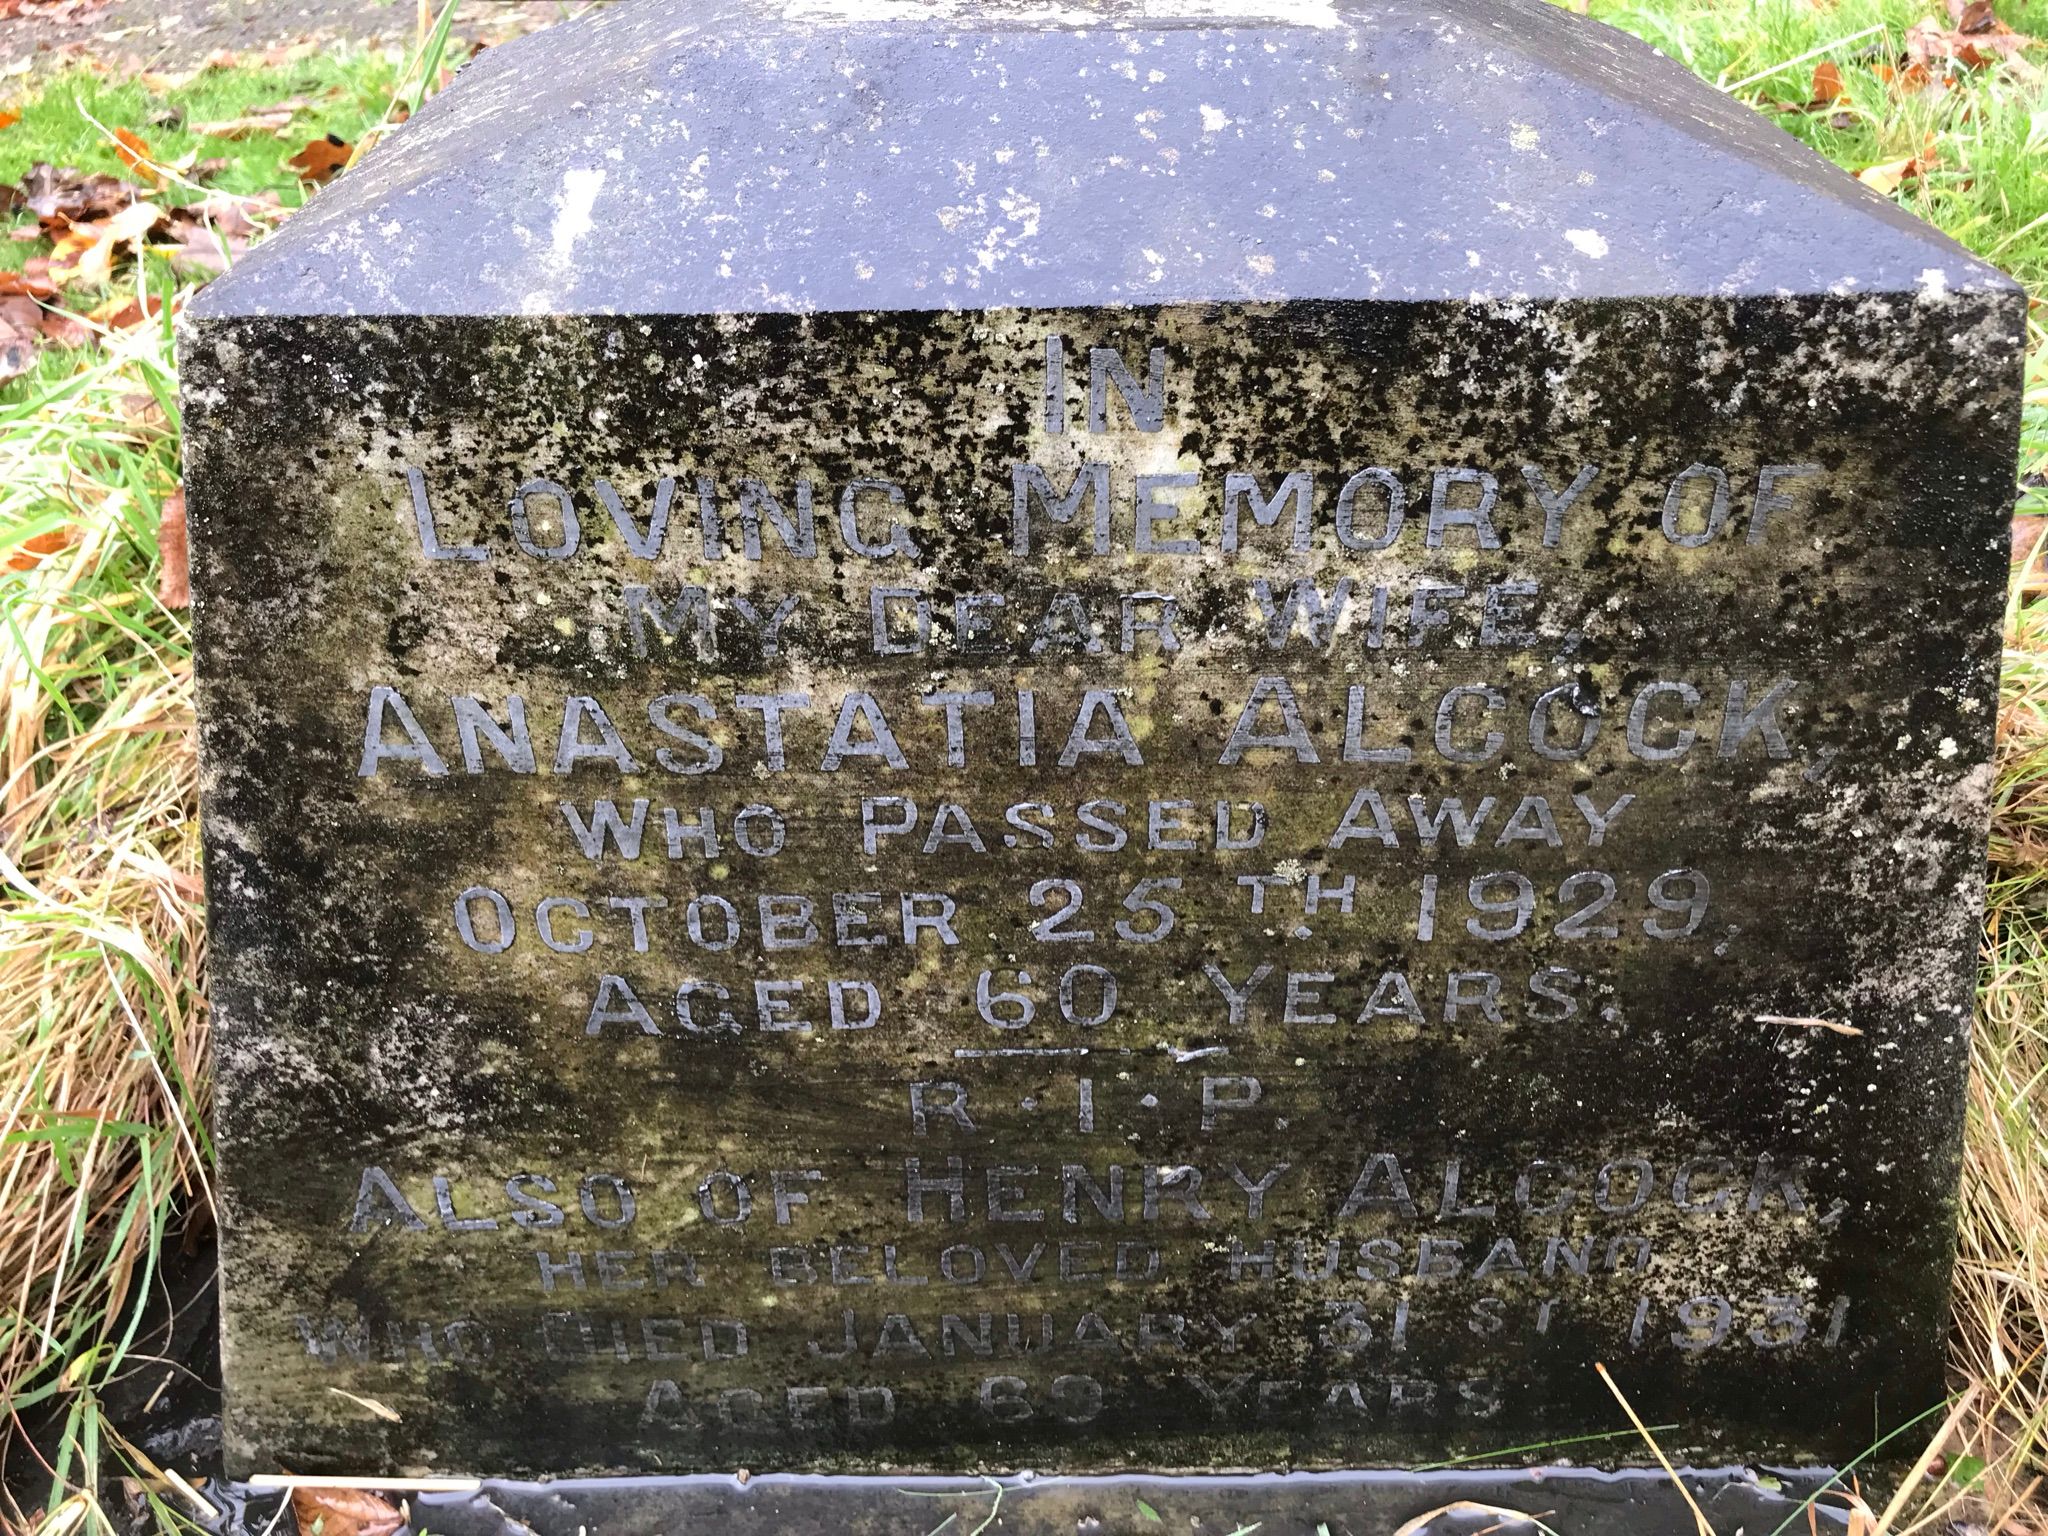 IN
LOVING MEMORY OF
MY DEAR WIFE,
ANASTATIA ALCOCK,
WHO PASSED AWAY
OCTOBER 25TH. 1929,
AGED 60 YEARS.
R·I·P.
ALSO OF HENRY ALCOCK,
HER BELOVED HUSBAND
WHO DIED JANUARY 31ST 1931
AGED 69 YEARS